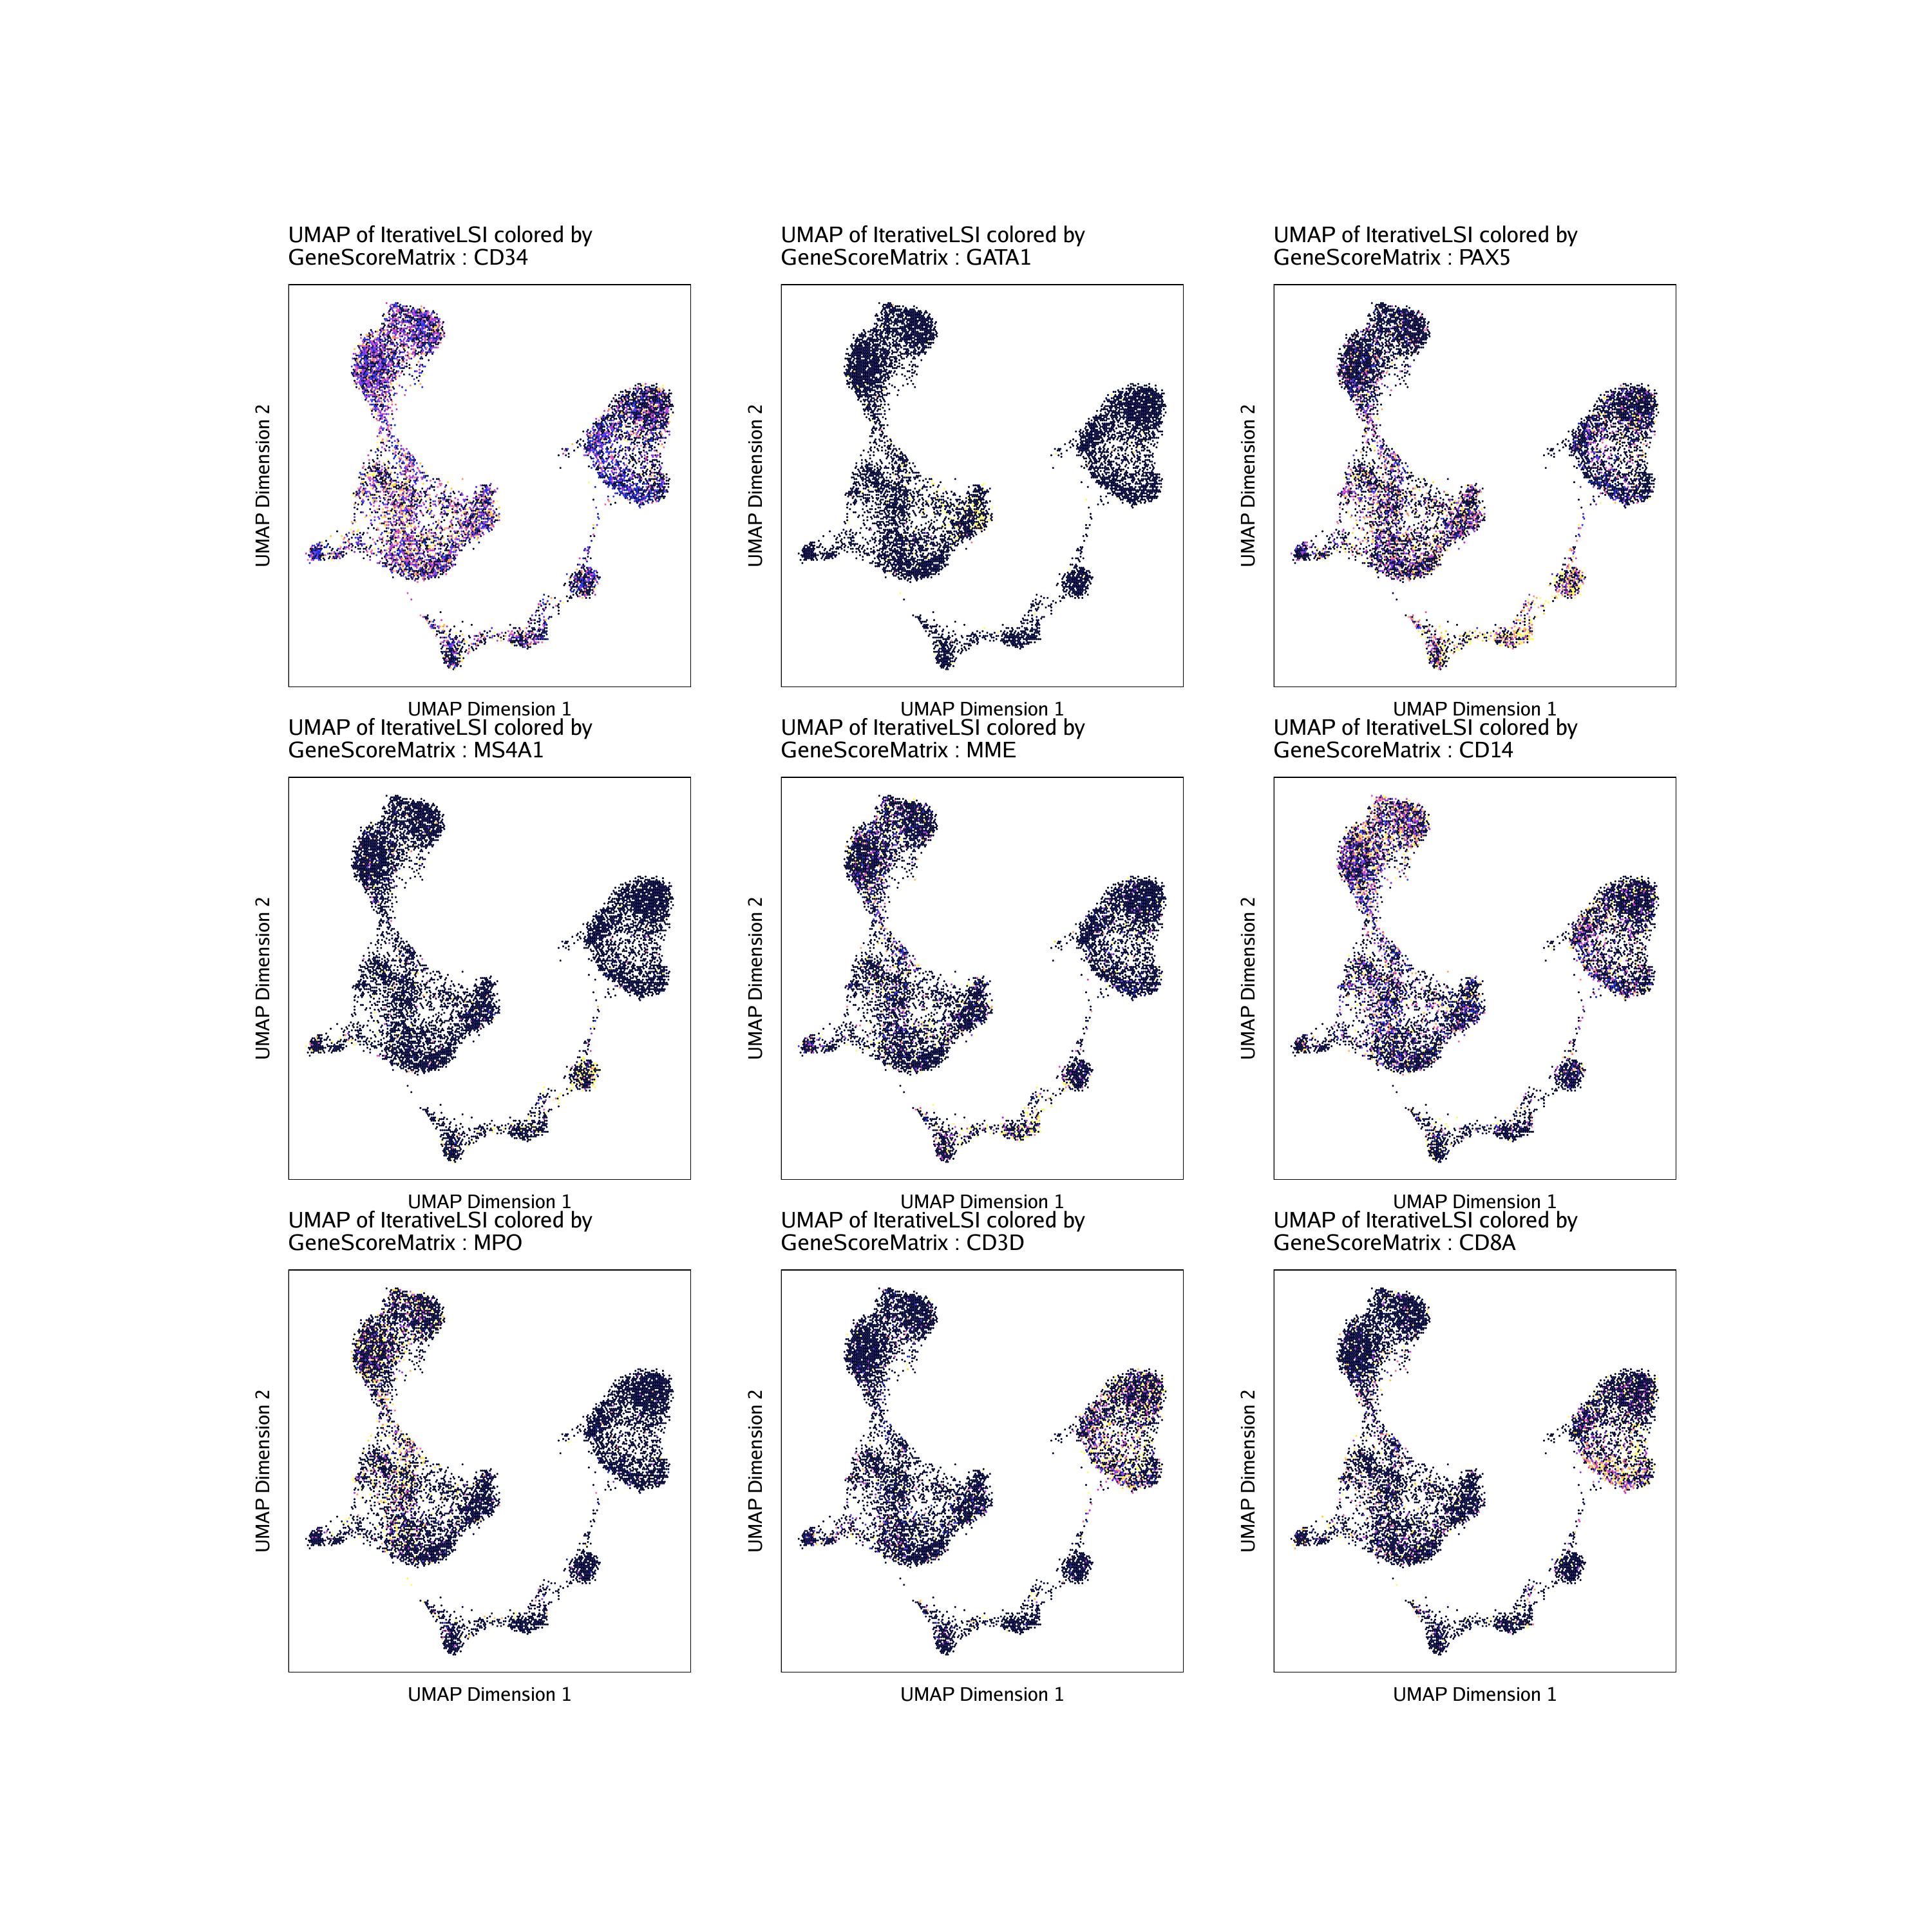 UMAP of IterativeLSI colored by
GeneScoreMatrix : CD34
UMAP Dimension 2
UMAP Dimension 1
UMAP of IterativeLSI colored by
GeneScoreMatrix : GATA1
UMAP Dimension 2
UMAP Dimension 1
UMAP of IterativeLSI colored by
GeneScoreMatrix : PAX5
UMAP Dimension 2
UMAP Dimension 1
UMAP of IterativeLSI colored by
GeneScoreMatrix : MS4A1
UMAP Dimension 2
UMAP Dimension 1
UMAP of IterativeLSI colored by
GeneScoreMatrix : MME
UMAP Dimension 2
UMAP Dimension 1
UMAP of IterativeLSI colored by
GeneScoreMatrix : CD14
UMAP Dimension 2
UMAP Dimension 1
UMAP of IterativeLSI colored by
GeneScoreMatrix : MPO
UMAP Dimension 2
UMAP Dimension 1
UMAP of IterativeLSI colored by
GeneScoreMatrix : CD3D
UMAP Dimension 2
UMAP Dimension 1
UMAP of IterativeLSI colored by
GeneScoreMatrix : CD8A
UMAP Dimension 2
UMAP Dimension 1